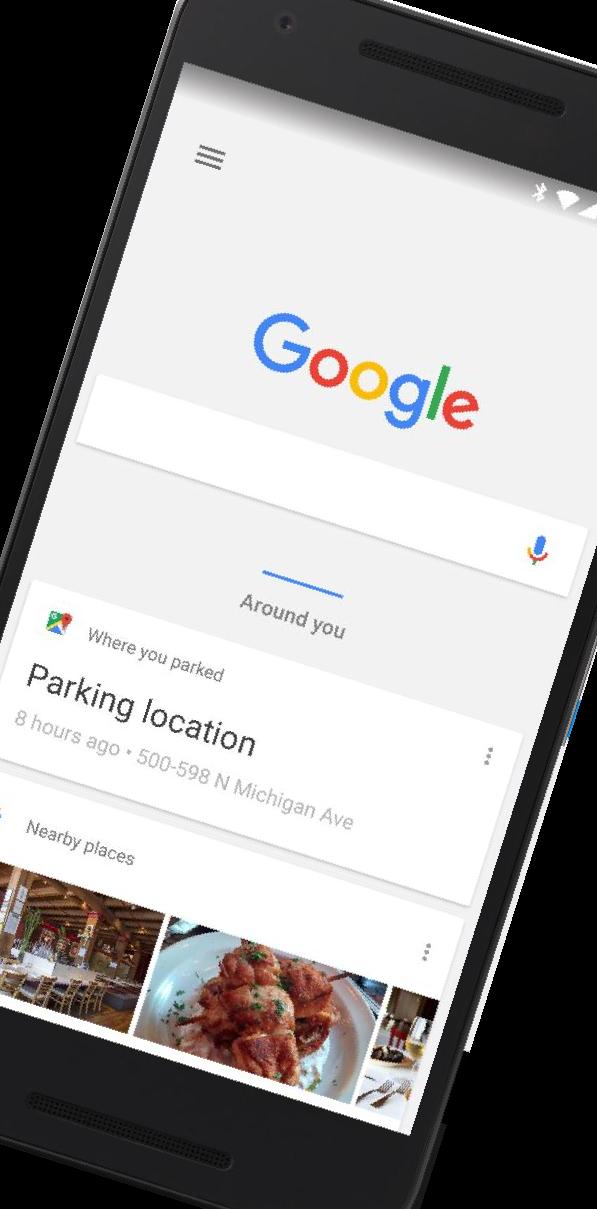 Google
Around you
Where you parked
Parking location
8 hours ago • 500-598 N Michigan Ave
Nearby places